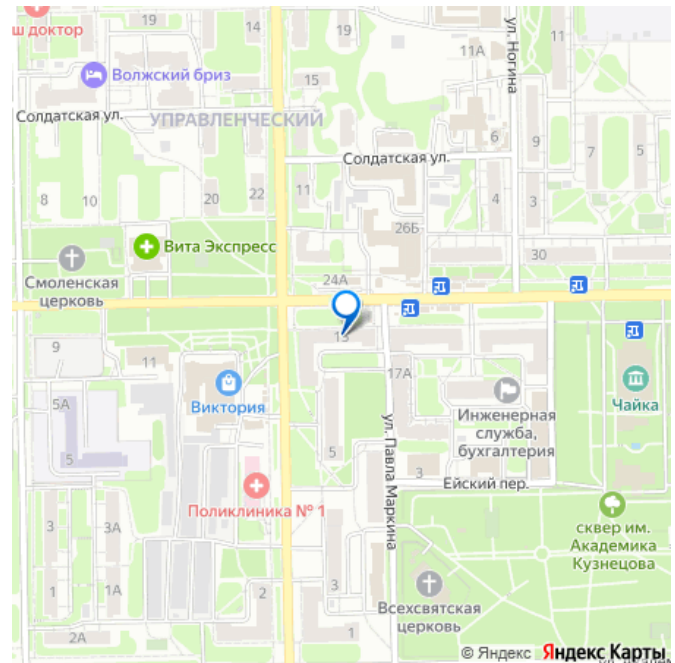 19
14
19
11
ш доктор
11А
ул. Ногина
Волжский бриз
15
Солдатская ул.
УПРАВЛЕНЧЕСКИЙ
6
9
7
5
Солдатская ул.
8
10
20
22
11
4
3
26Б
Вита Экспресс
30
Смоленская
церковь
24А
9
13
11
17А
5А
Виктория
Чайка
Инженерная
служба,
бухгалтерия
5
5
3
Ейский пер.
ул. Павла Маркина
Поликлиника № 1
сквер им.
Академика
Кузнецова
3
3А
1
1А
2
3
Всехсвятская
церковь
2А
1
© Яндекс Яндекс Карты